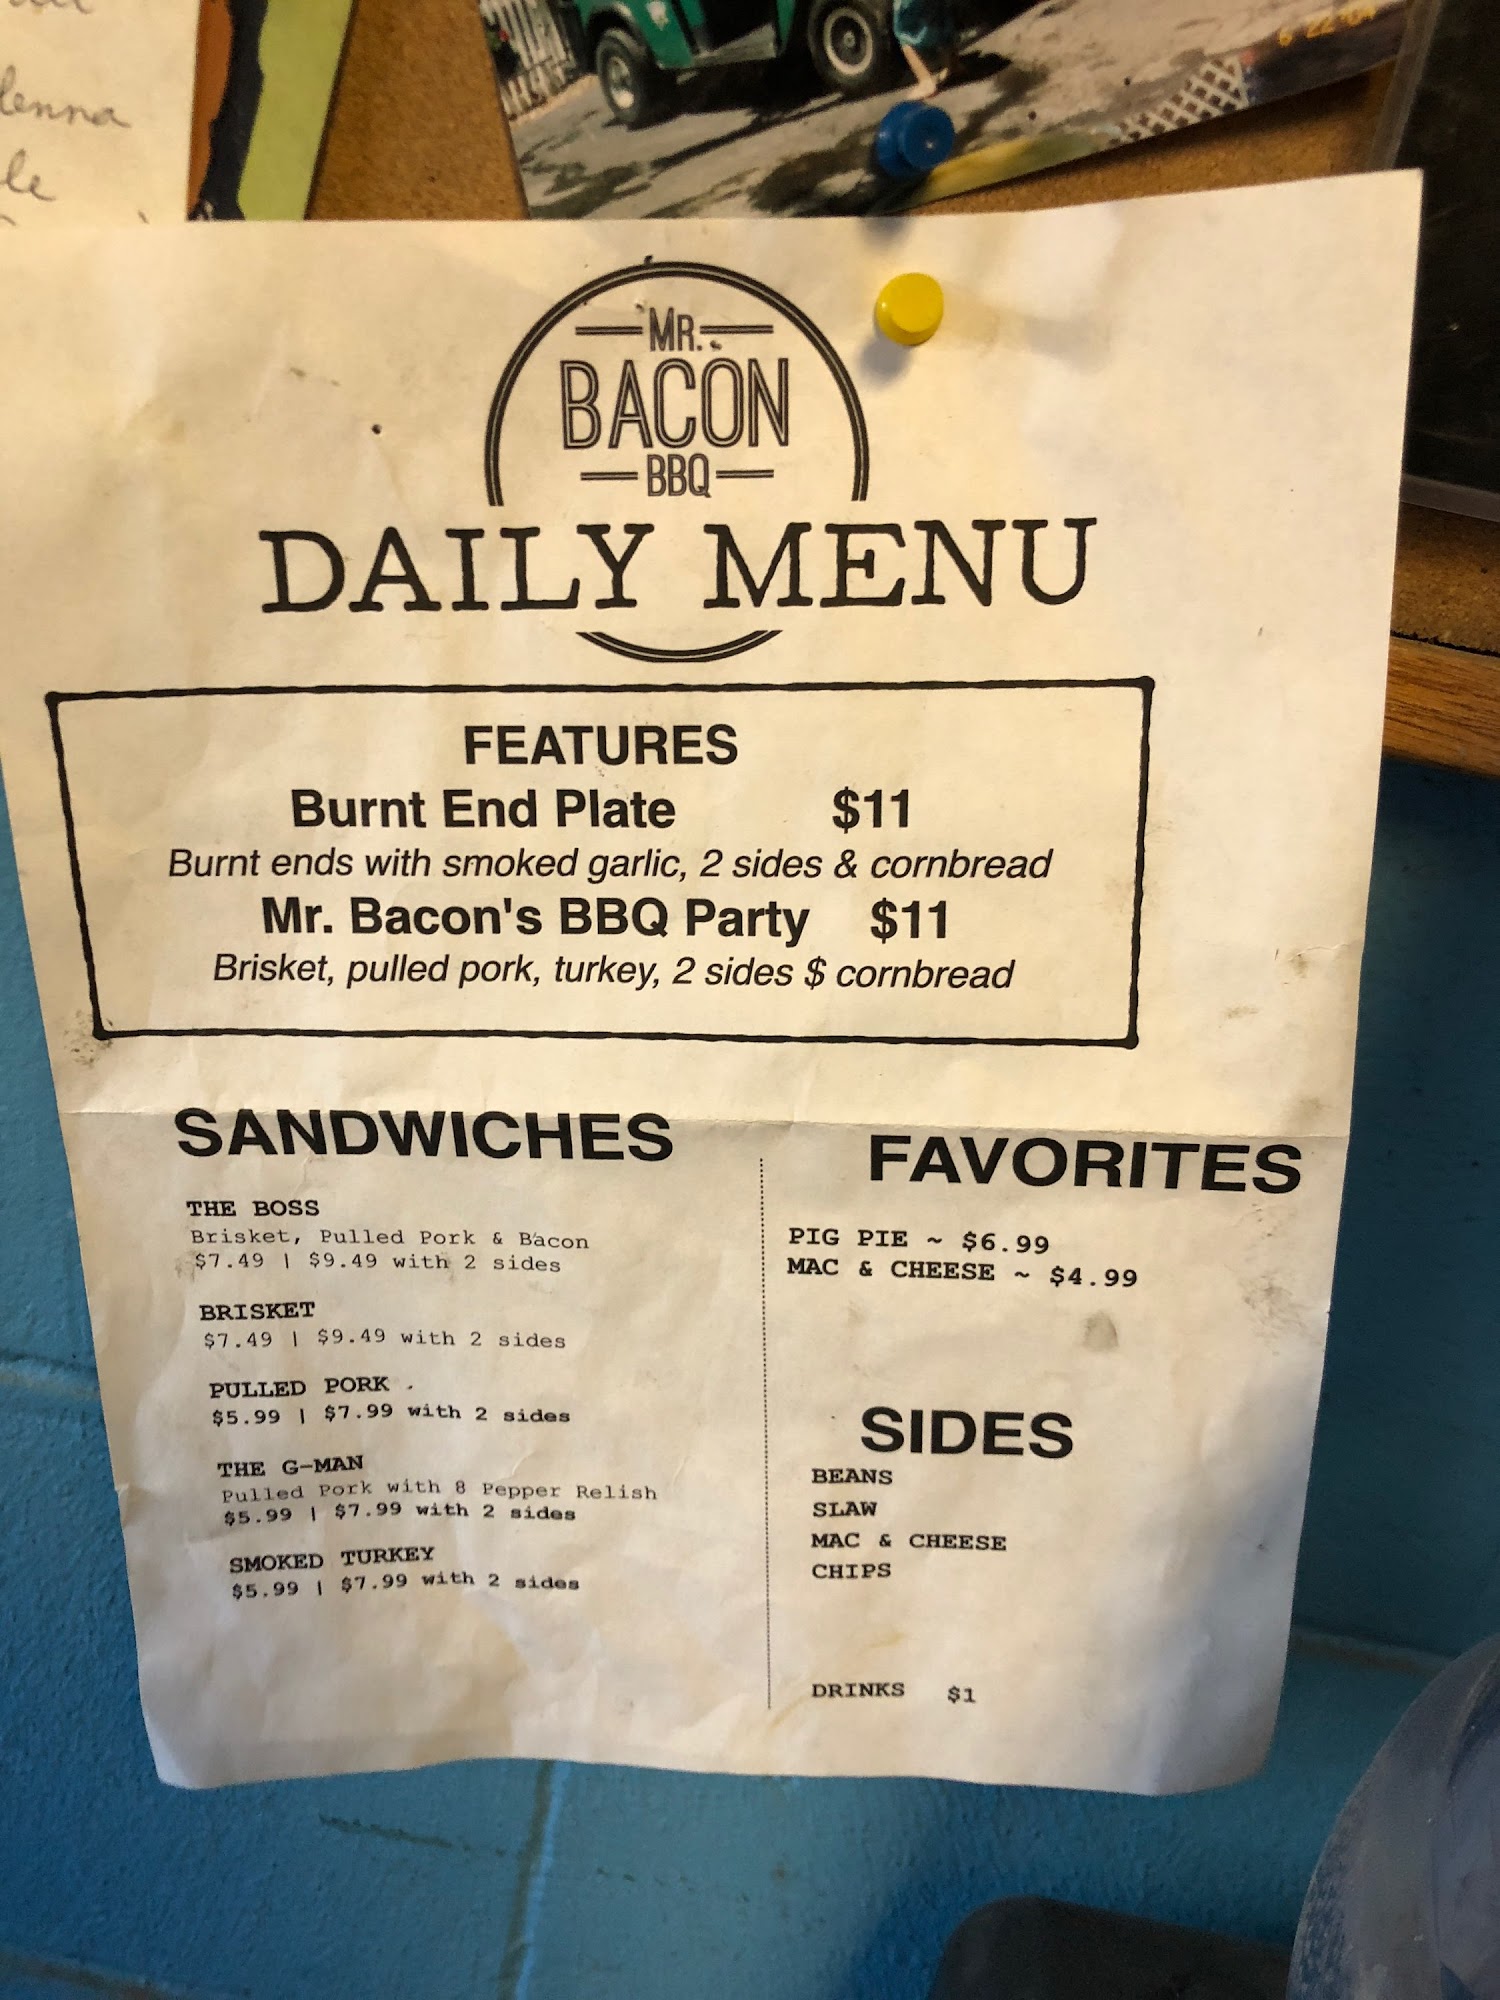 lenna
le
6 22 '04
MR.
BACON
BBQ
DAILY MENU
FEATURES
Burnt End Plate $11
Burnt ends with smoked garlic, 2 sides & cornbread
Mr. Bacon's BBQ Party $11
Brisket, pulled pork, turkey, 2 sides $ cornbread
SANDWICHES
THE BOSS
Brisket, Pulled Pork & Bacon
$7.49 | $9.49 with 2 sides
BRISKET
$7.49 | $9.49 with 2 sides
PULLED PORK
$5.99 | $7.99 with 2 sides
THE G-MAN
Pulled Pork with 8 Pepper Relish
$5.99 | $7.99 with 2 sides
SMOKED TURKEY
$5.99 | $7.99 with 2 sides
FAVORITES
PIG PIE ~ $6.99
MAC & CHEESE ~ $4.99
SIDES
BEANS
SLAW
MAC & CHEESE
CHIPS
DRINKS $1